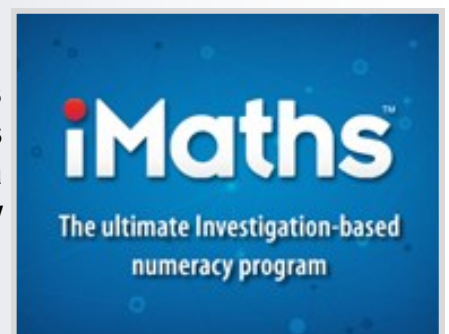 iMaths™
The ultimate Investigation-based
numeracy program